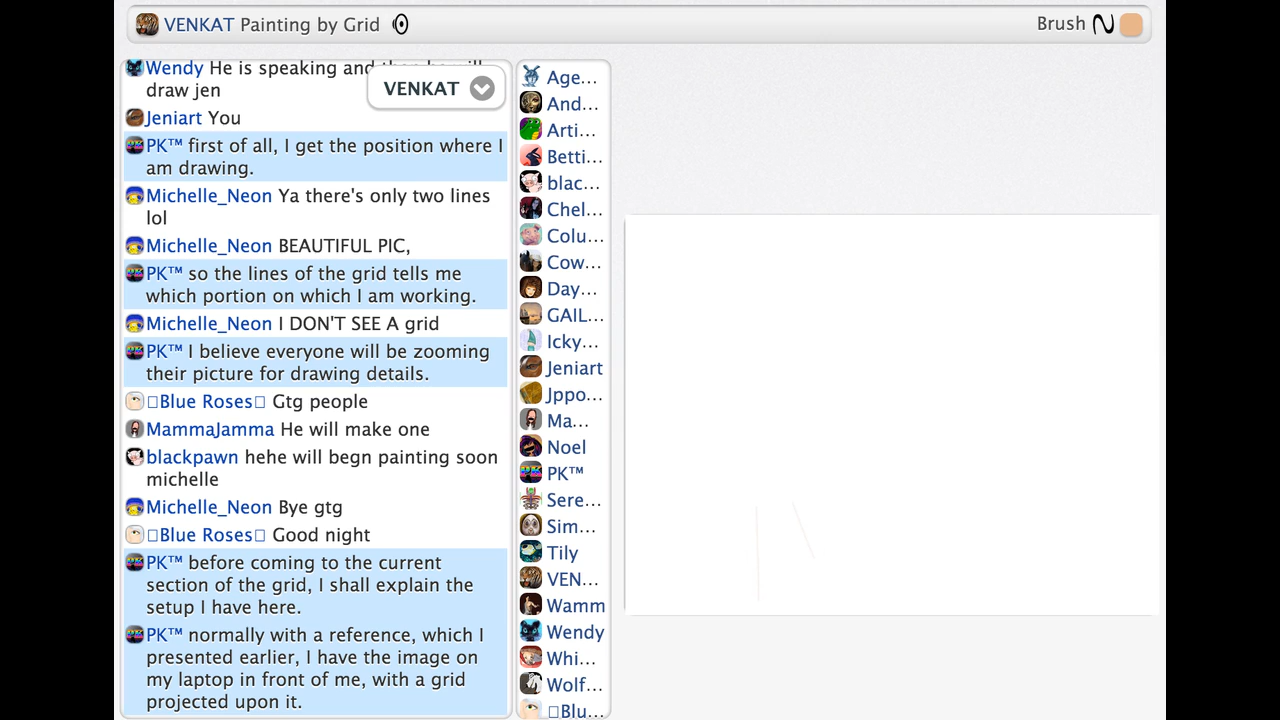 VENKAT Painting by Grid
Brush
Wendy He is speaking and then he will
draw jen
VENKAT
Jeniart You
PK™ first of all, I get the position where I
am drawing.
Michelle_Neon Ya there's only two lines
lol
Michelle_Neon BEAUTIFUL PIC,
PK™ so the lines of the grid tells me
which portion on which I am working.
Michelle_Neon I DON'T SEE A grid
PK™ I believe everyone will be zooming
their picture for drawing details.
Blue Roses Gtg people
MammaJamma He will make one
blackpawn hehe will begn painting soon
michelle
Michelle_Neon Bye gtg
Blue Roses Good night
PK™ before coming to the current
section of the grid, I shall explain the
setup I have here.
PK™ normally with a reference, which I
presented earlier, I have the image on
my laptop in front of me, with a grid
projected upon it.
Age...
And...
Arti...
Betti...
blac...
Chel...
Colu...
Cow...
Day...
GAIL...
Icky...
Jeniart
Jppo...
Ma...
Noel
PK™
Sere...
Sim...
Tily
VEN...
Wamm
Wendy
Whi...
Wolf...
Blu...